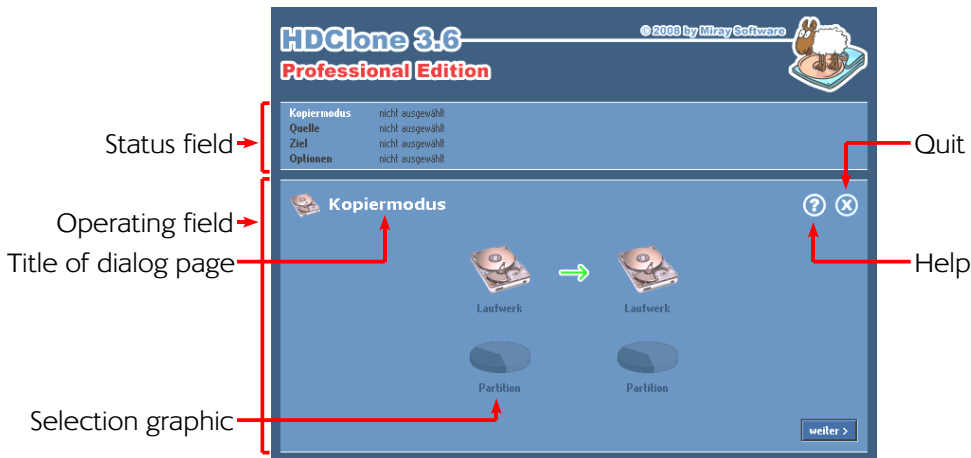 HDClone 3.6
© 2008 by Miray Software
Professional Edition
Kopiermodus nicht ausgewählt
Quelle nicht ausgewählt
Ziel nicht ausgewählt
Optionen nicht ausgewählt
Status field
Quit
Operating field
Kopiermodus
?
X
Title of dialog page
Help
Laufwerk
Laufwerk
Partition
Partition
Selection graphic
weiter >